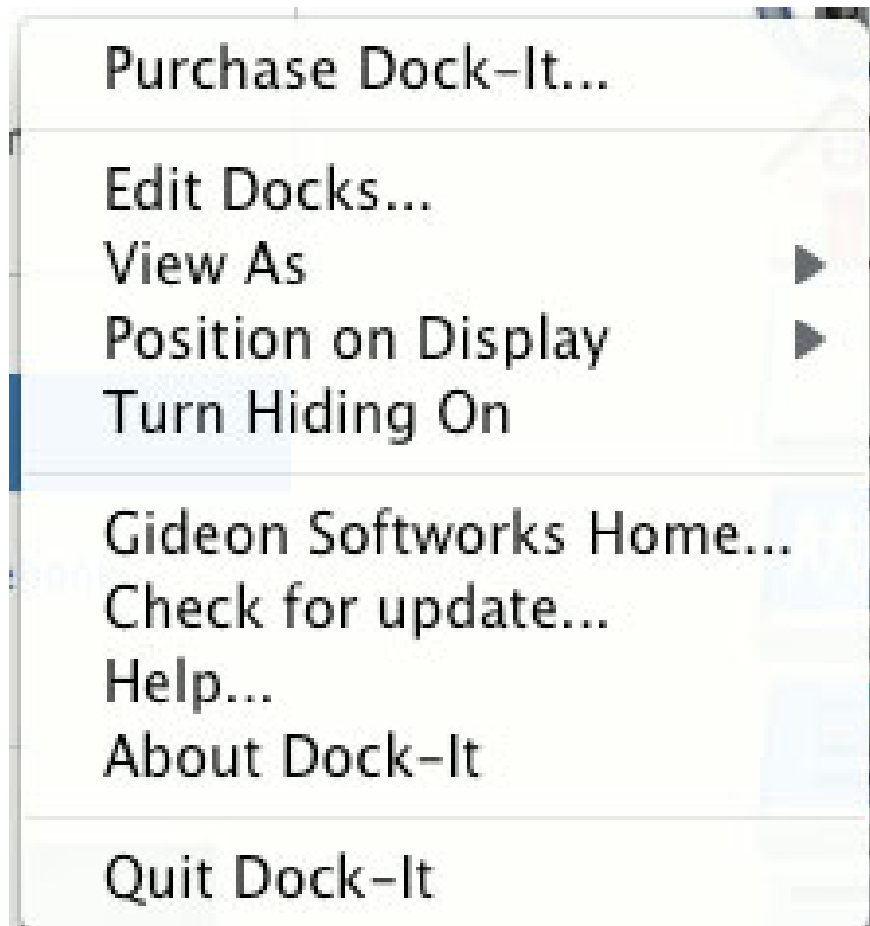 Purchase Dock-It...
Edit Docks...
View As
Position on Display
Turn Hiding On
Gideon Softworks Home...
Check for update...
Help...
About Dock-It
Quit Dock-It